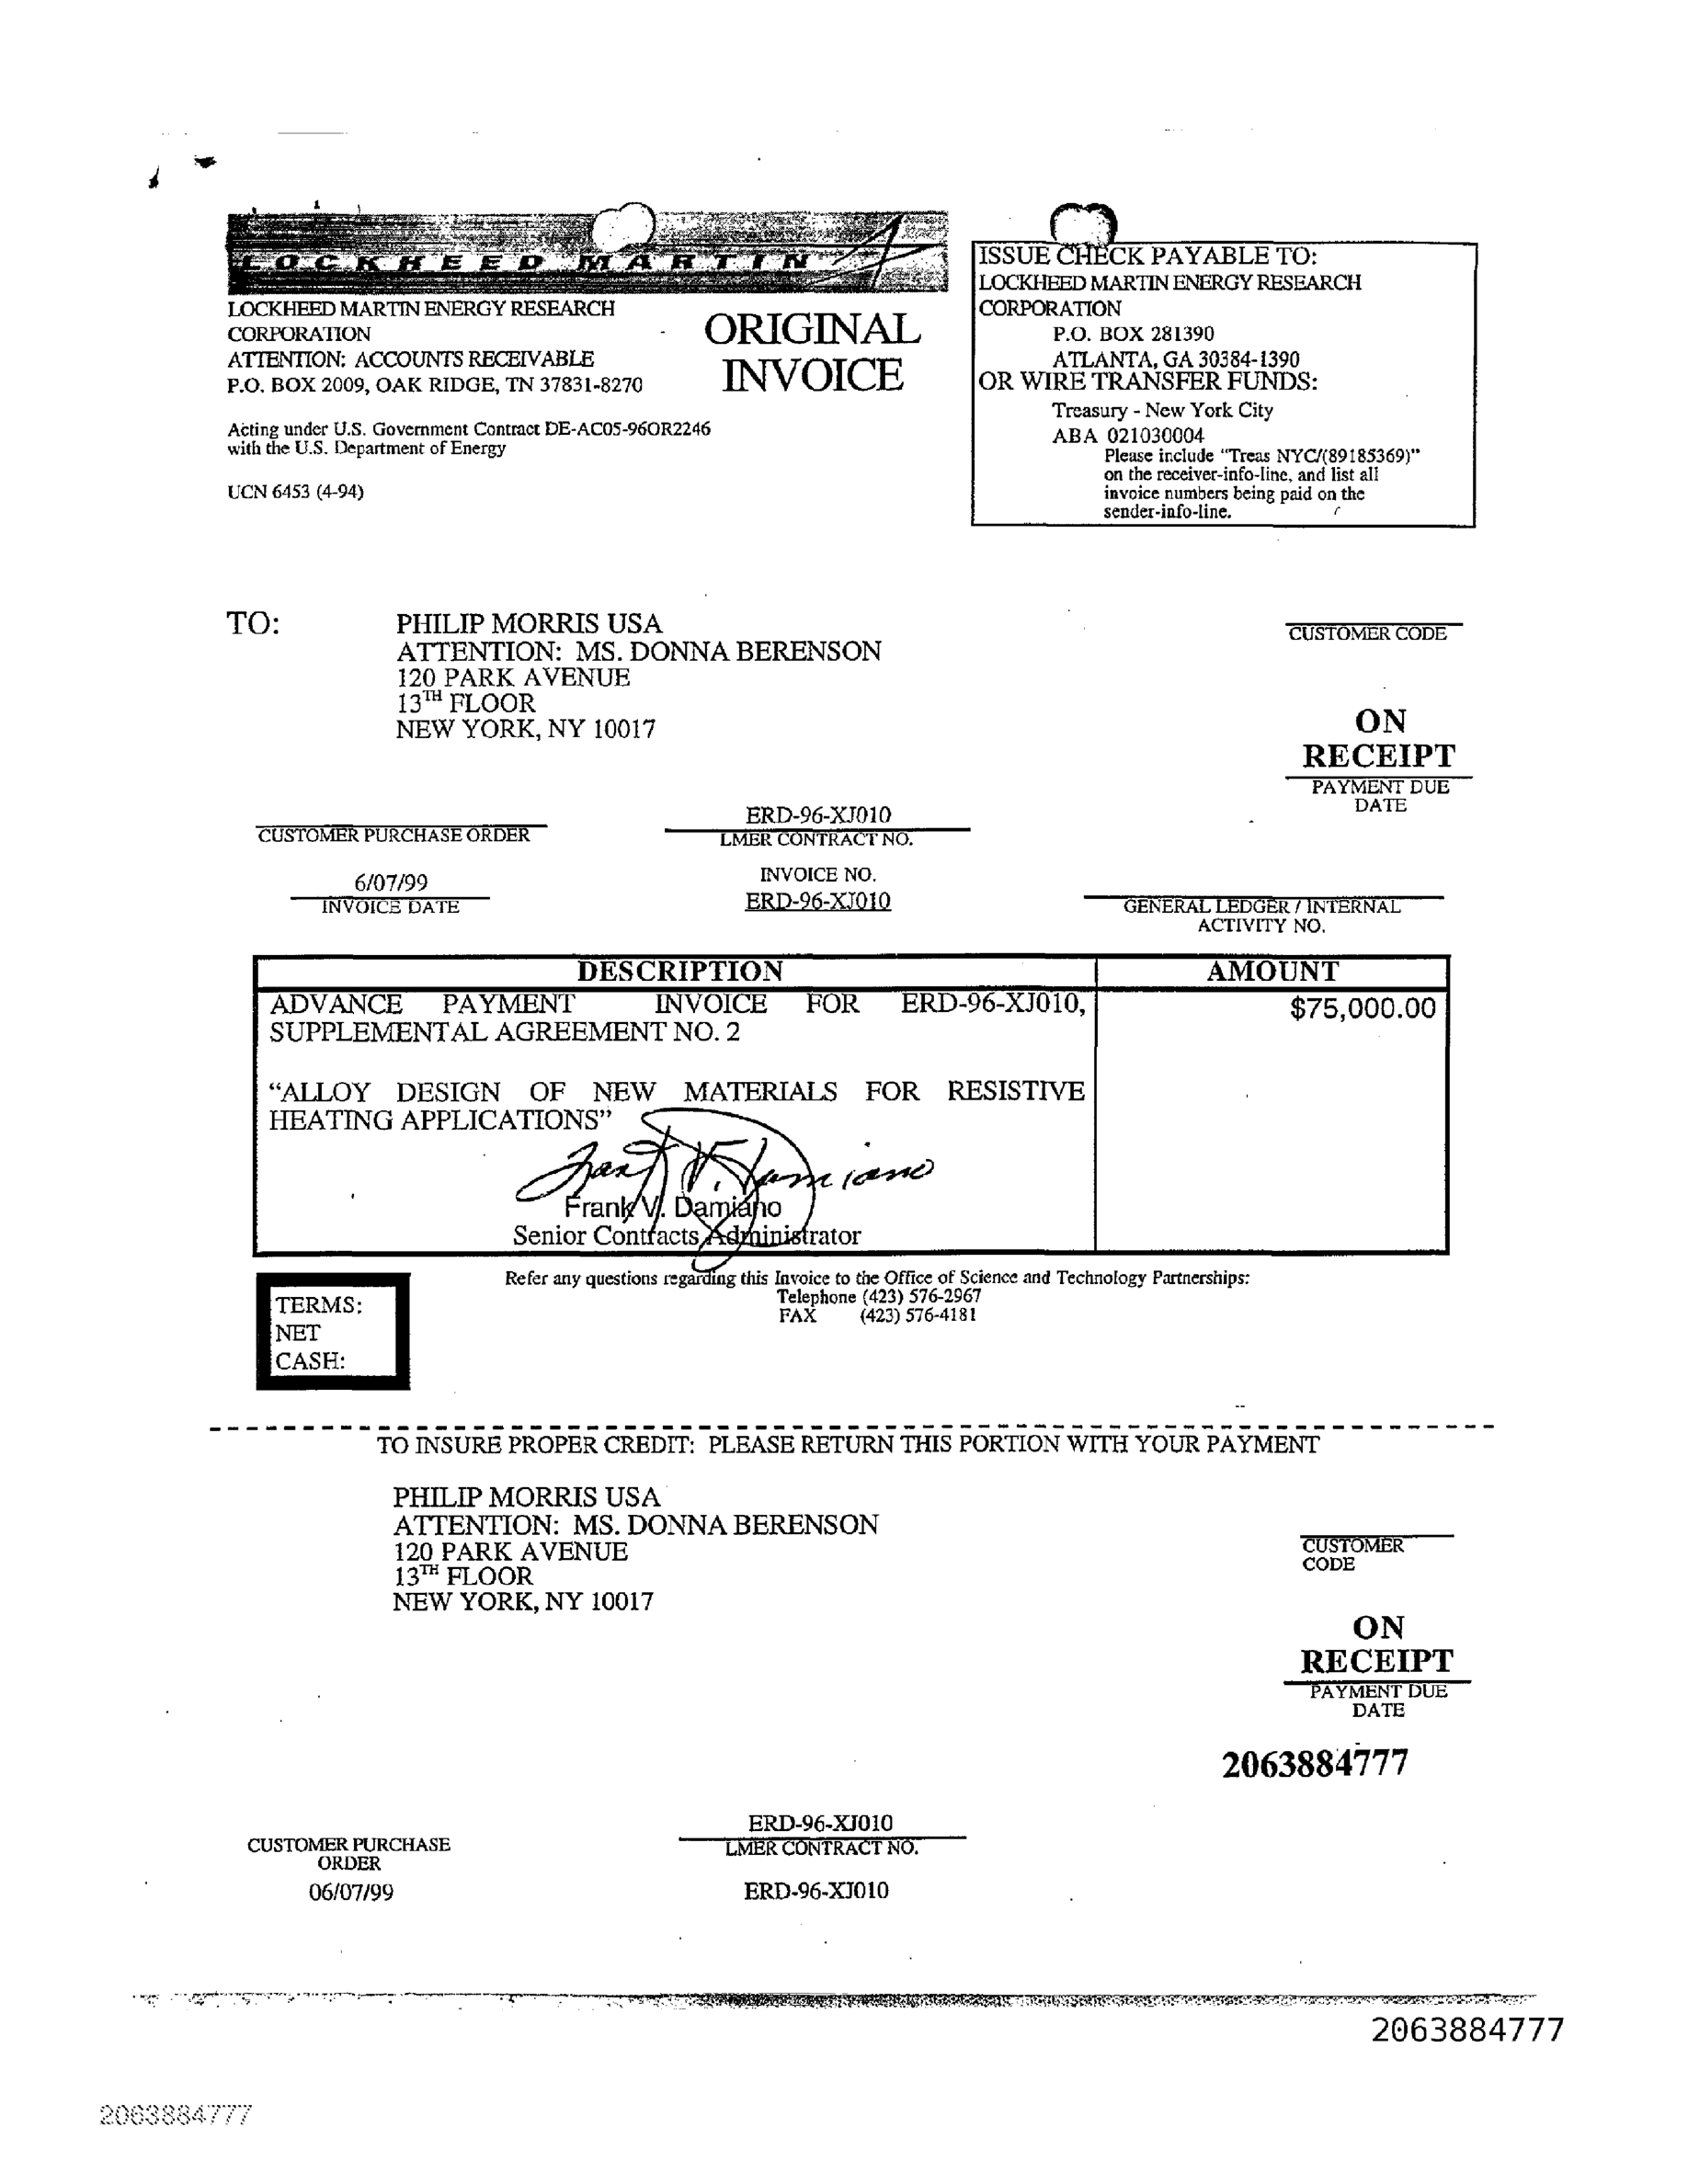 LOCKHEED MARTIN
LOCKHEED MARTIN ENERGY RESEARCH
CORPORATION
ATTENTION: ACCOUNTS RECEIVABLE
P.O. BOX 2009, OAK RIDGE, TN 37831-8270
Acting under U.S. Government Contract DE-AC05-96OR2246
with the U.S. Department of Energy
UCN 6453 (4-94)
ORIGINAL
INVOICE
ISSUE CHECK PAYABLE TO:
LOCKHEED MARTIN ENERGY RESEARCH
CORPORATION
P.O. BOX 281390
ATLANTA, GA 30384-1390
OR WIRE TRANSFER FUNDS:
Treasury - New York City
ABA 021030004
Please include "Treas NYC/(89185369)"
on the receiver-info-line, and list all
invoice numbers being paid on the
sender-info-line.
TO:
PHILIP MORRIS USA
ATTENTION: MS. DONNA BERENSON
120 PARK AVENUE
13TH FLOOR
NEW YORK, NY 10017
CUSTOMER CODE
ON
RECEIPT
PAYMENT DUE
DATE
CUSTOMER PURCHASE ORDER
ERD-96-XJ010
LMER CONTRACT NO.
6/07/99
INVOICE DATE
INVOICE NO.
ERD-96-XJ010
GENERAL LEDGER / INTERNAL
ACTIVITY NO.
DESCRIPTION AMOUNT
ADVANCE PAYMENT INVOICE FOR ERD-96-XJ010, $75,000.00
SUPPLEMENTAL AGREEMENT NO. 2
"ALLOY DESIGN OF NEW MATERIALS FOR RESISTIVE
HEATING APPLICATIONS"
Frank V. Damiano
Frank V. Damiano
Senior Contracts Administrator
Refer any questions regarding this Invoice to the Office of Science and Technology Partnerships:
Telephone (423) 576-2967
FAX (423) 576-4181
TERMS:
NET
CASH:
TO INSURE PROPER CREDIT: PLEASE RETURN THIS PORTION WITH YOUR PAYMENT
PHILIP MORRIS USA
ATTENTION: MS. DONNA BERENSON
120 PARK AVENUE
13TH FLOOR
NEW YORK, NY 10017
CUSTOMER
CODE
ON
RECEIPT
PAYMENT DUE
DATE
2063884777
CUSTOMER PURCHASE
ORDER
06/07/99
ERD-96-XJ010
LMER CONTRACT NO.
ERD-96-XJ010
2063884777
2063884777